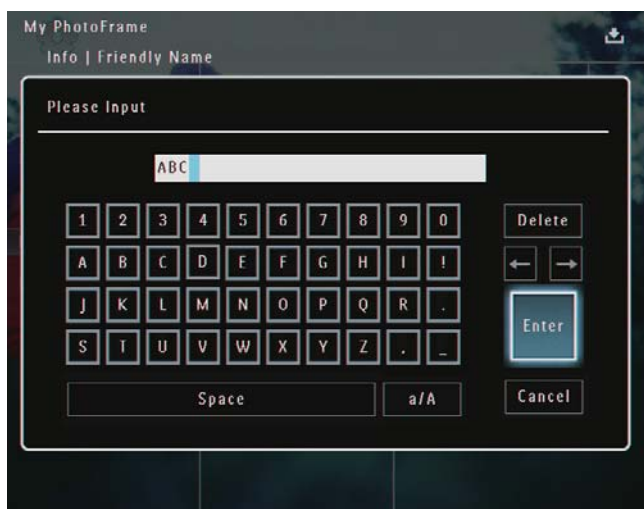 My PhotoFrame
Info | Friendly Name
Please Input
ABC
1 2 3 4 5 6 7 8 9 0 Delete
A B C D E F G H I ! ← →
J K L M N O P Q R . Enter
S T U V W X Y Z . _
Space a/A Cancel